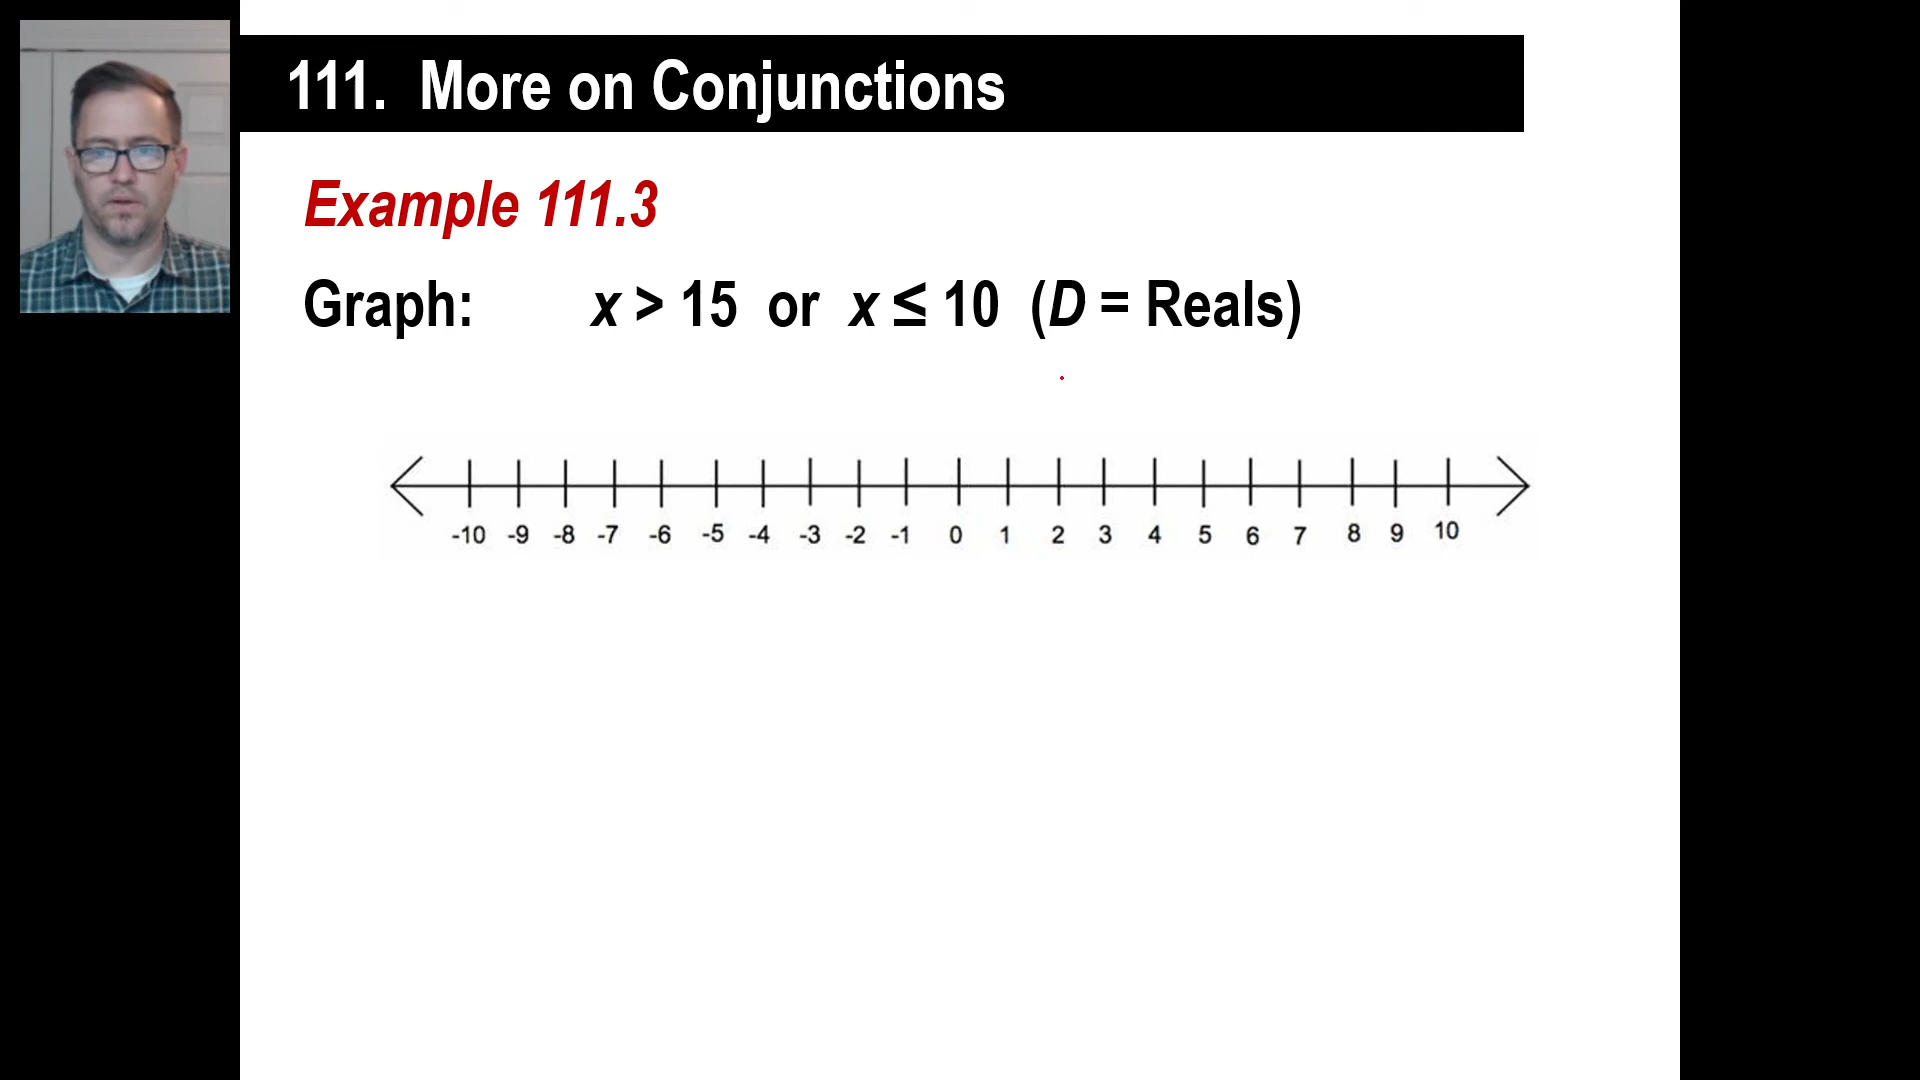 111. More on Conjunctions
Example 111.3
Graph: x > 15 or x ≤ 10 (D = Reals)
-10 -9 -8 -7 -6 -5 -4 -3 -2 -1 0 1 2 3 4 5 6 7 8 9 10